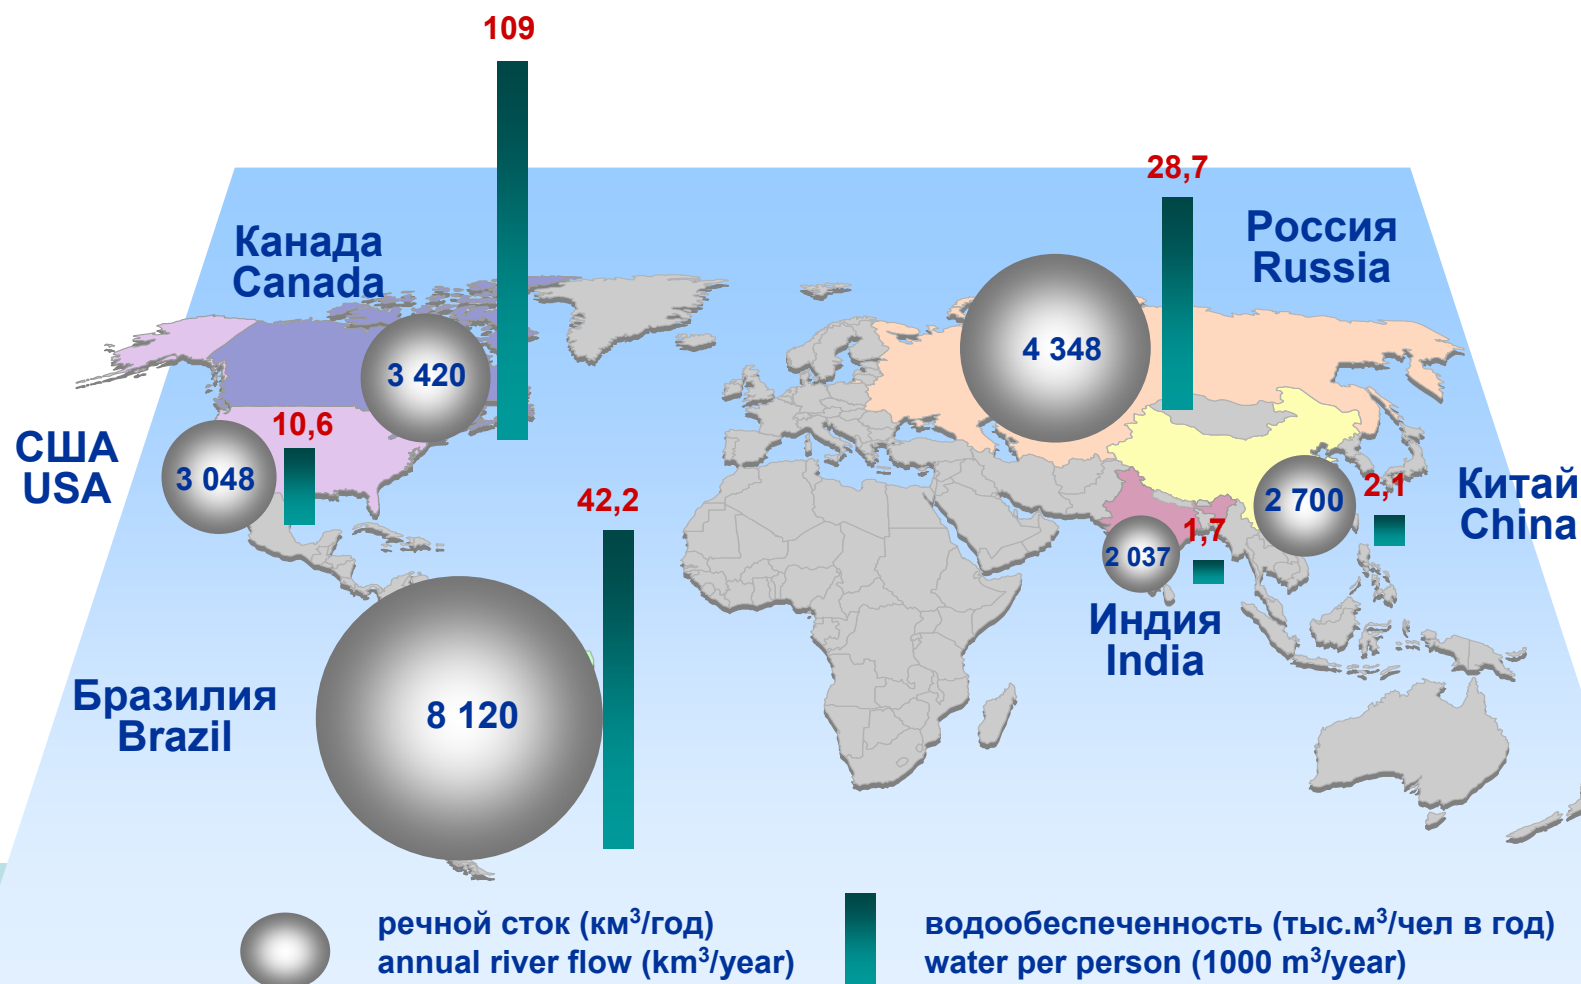 109
28,7
Канада
Canada
Россия
Russia
3 420
4 348
10,6
США
USA
3 048
42,2
2 700
2,1
Китай
China
1,7
2 037
Индия
India
Бразилия
Brazil
8 120
речной сток (км³/год)
annual river flow (km³/year)
водообеспеченность (тыс.м³/чел в год)
water per person (1000 m³/year)